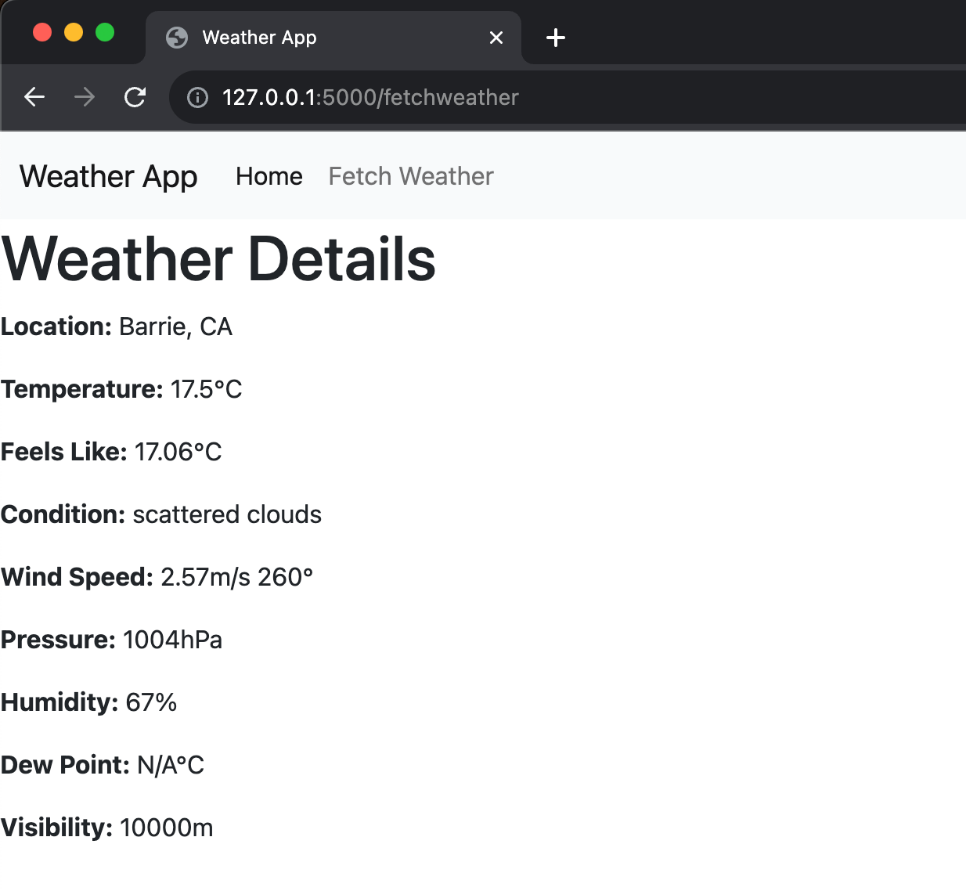 Weather App
127.0.0.1:5000/fetchweather
Weather App Home Fetch Weather
Weather Details
Location: Barrie, CA
Temperature: 17.5°C
Feels Like: 17.06°C
Condition: scattered clouds
Wind Speed: 2.57m/s 260°
Pressure: 1004hPa
Humidity: 67%
Dew Point: N/A°C
Visibility: 10000m